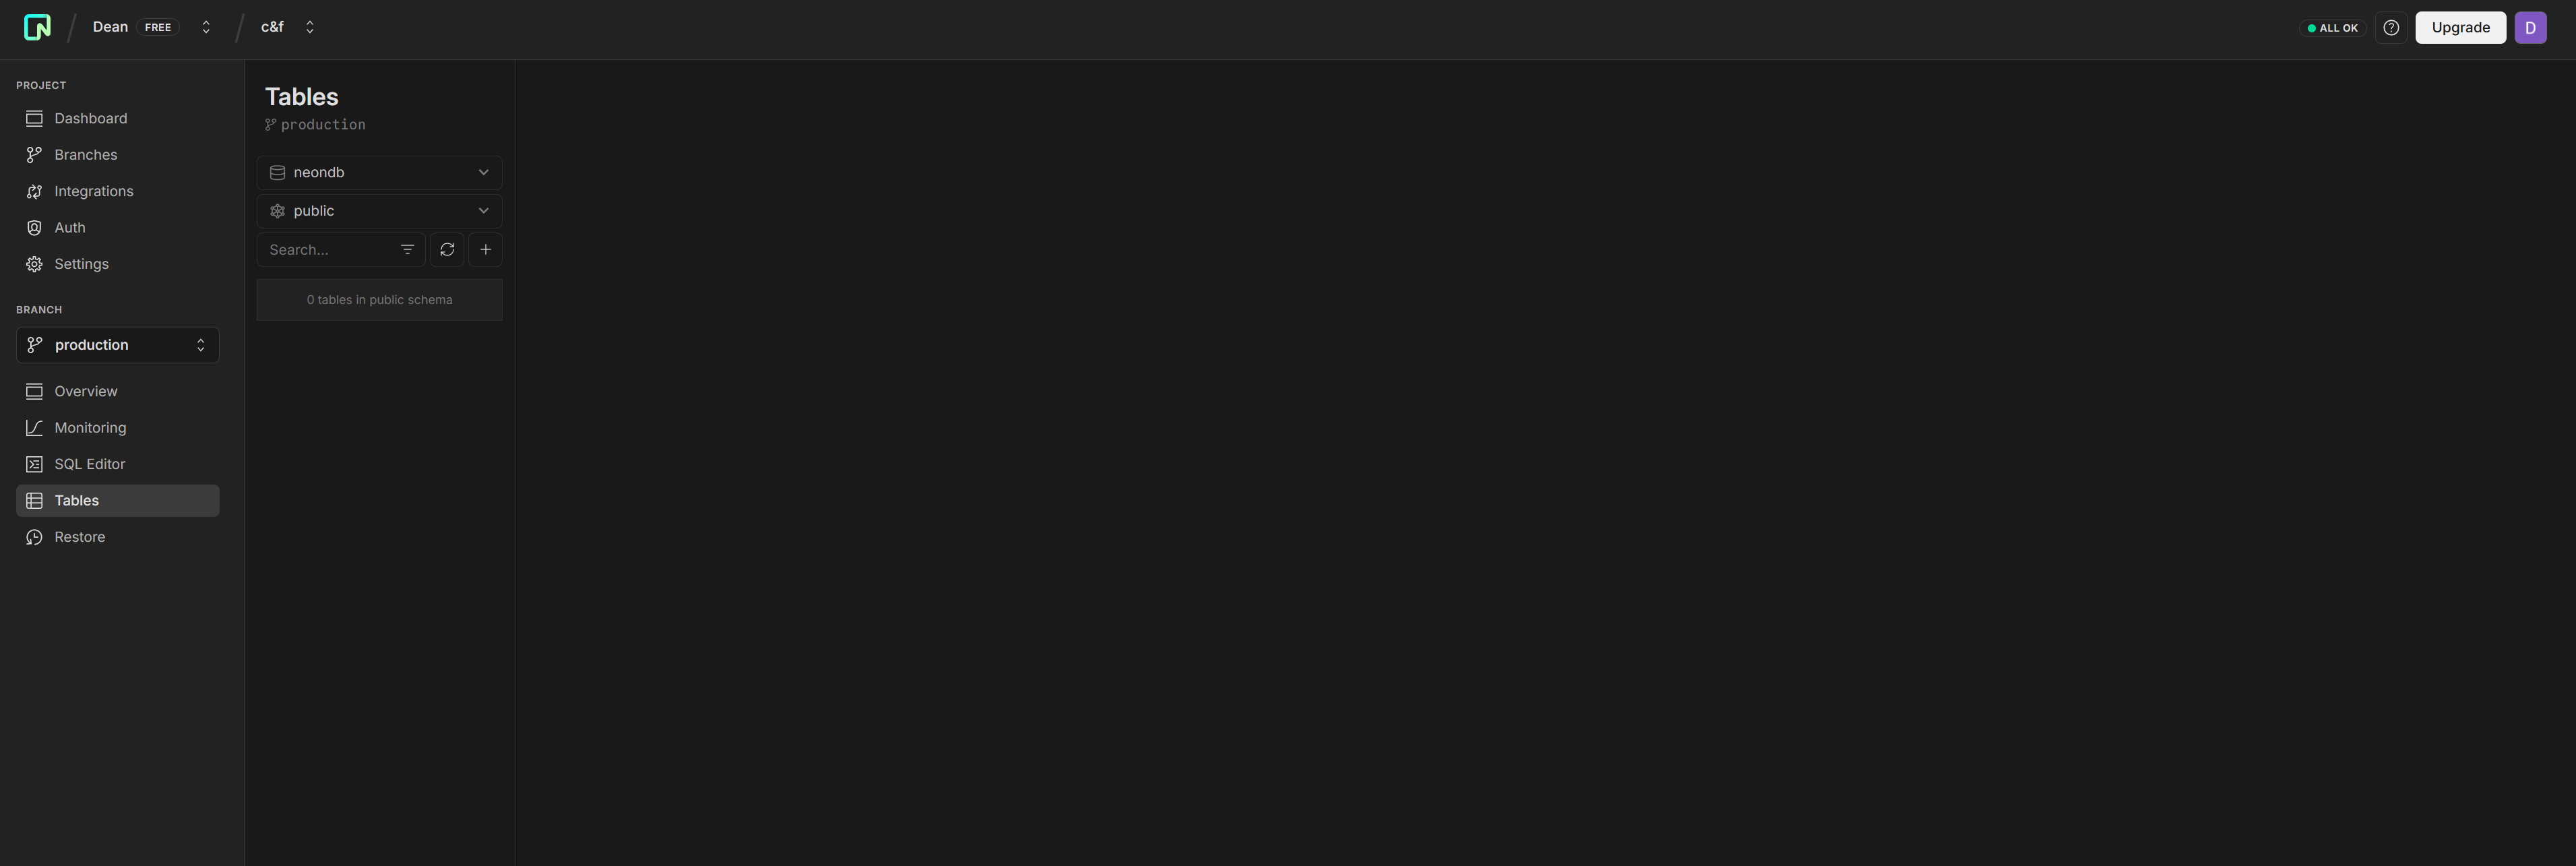 Dean FREE c&f ALL OK Upgrade D
PROJECT
Dashboard
Branches
Integrations
Auth
Settings
BRANCH
production
Overview
Monitoring
SQL Editor
Tables
Restore
Tables
production
neondb
public
Search...
0 tables in public schema